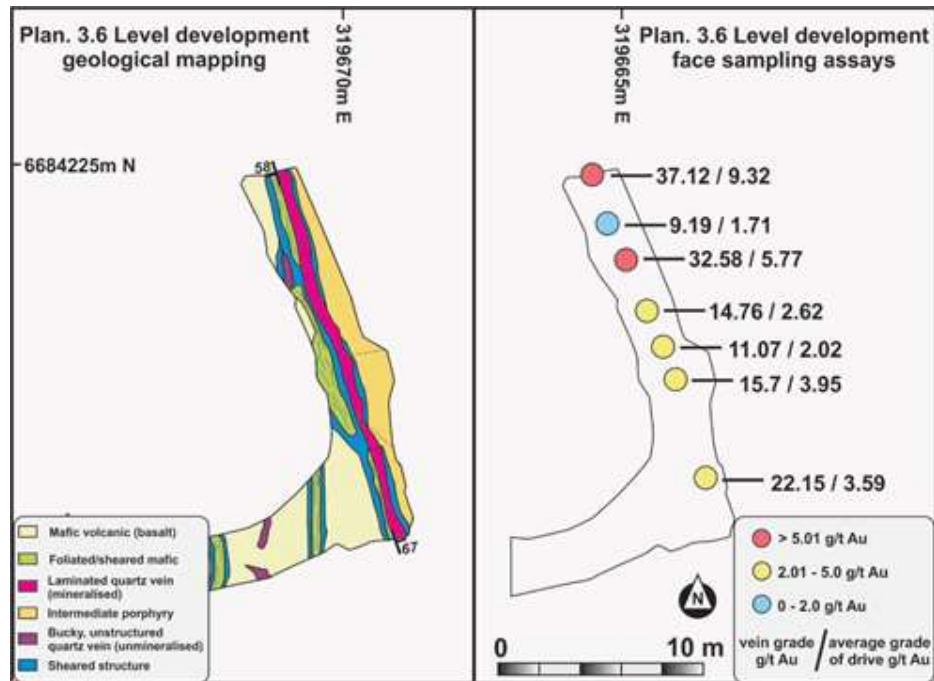 Plan. 3.6 Level development
geological mapping
319670m E
6684225m N
58
67
Mafic volcanic (basalt)
Foliated/sheared mafic
Laminated quartz vein
(mineralised)
Intermediate porphyry
Bucky, unstructured
quartz vein (unmineralised)
Sheared structure
Plan. 3.6 Level development
face sampling assays
319665m E
37.12 / 9.32
9.19 / 1.71
32.58 / 5.77
14.76 / 2.62
11.07 / 2.02
15.7 / 3.95
22.15 / 3.59
N
0 10 m
> 5.01 g/t Au
2.01 - 5.0 g/t Au
0 - 2.0 g/t Au
vein grade / average grade
g/t Au of drive g/t Au